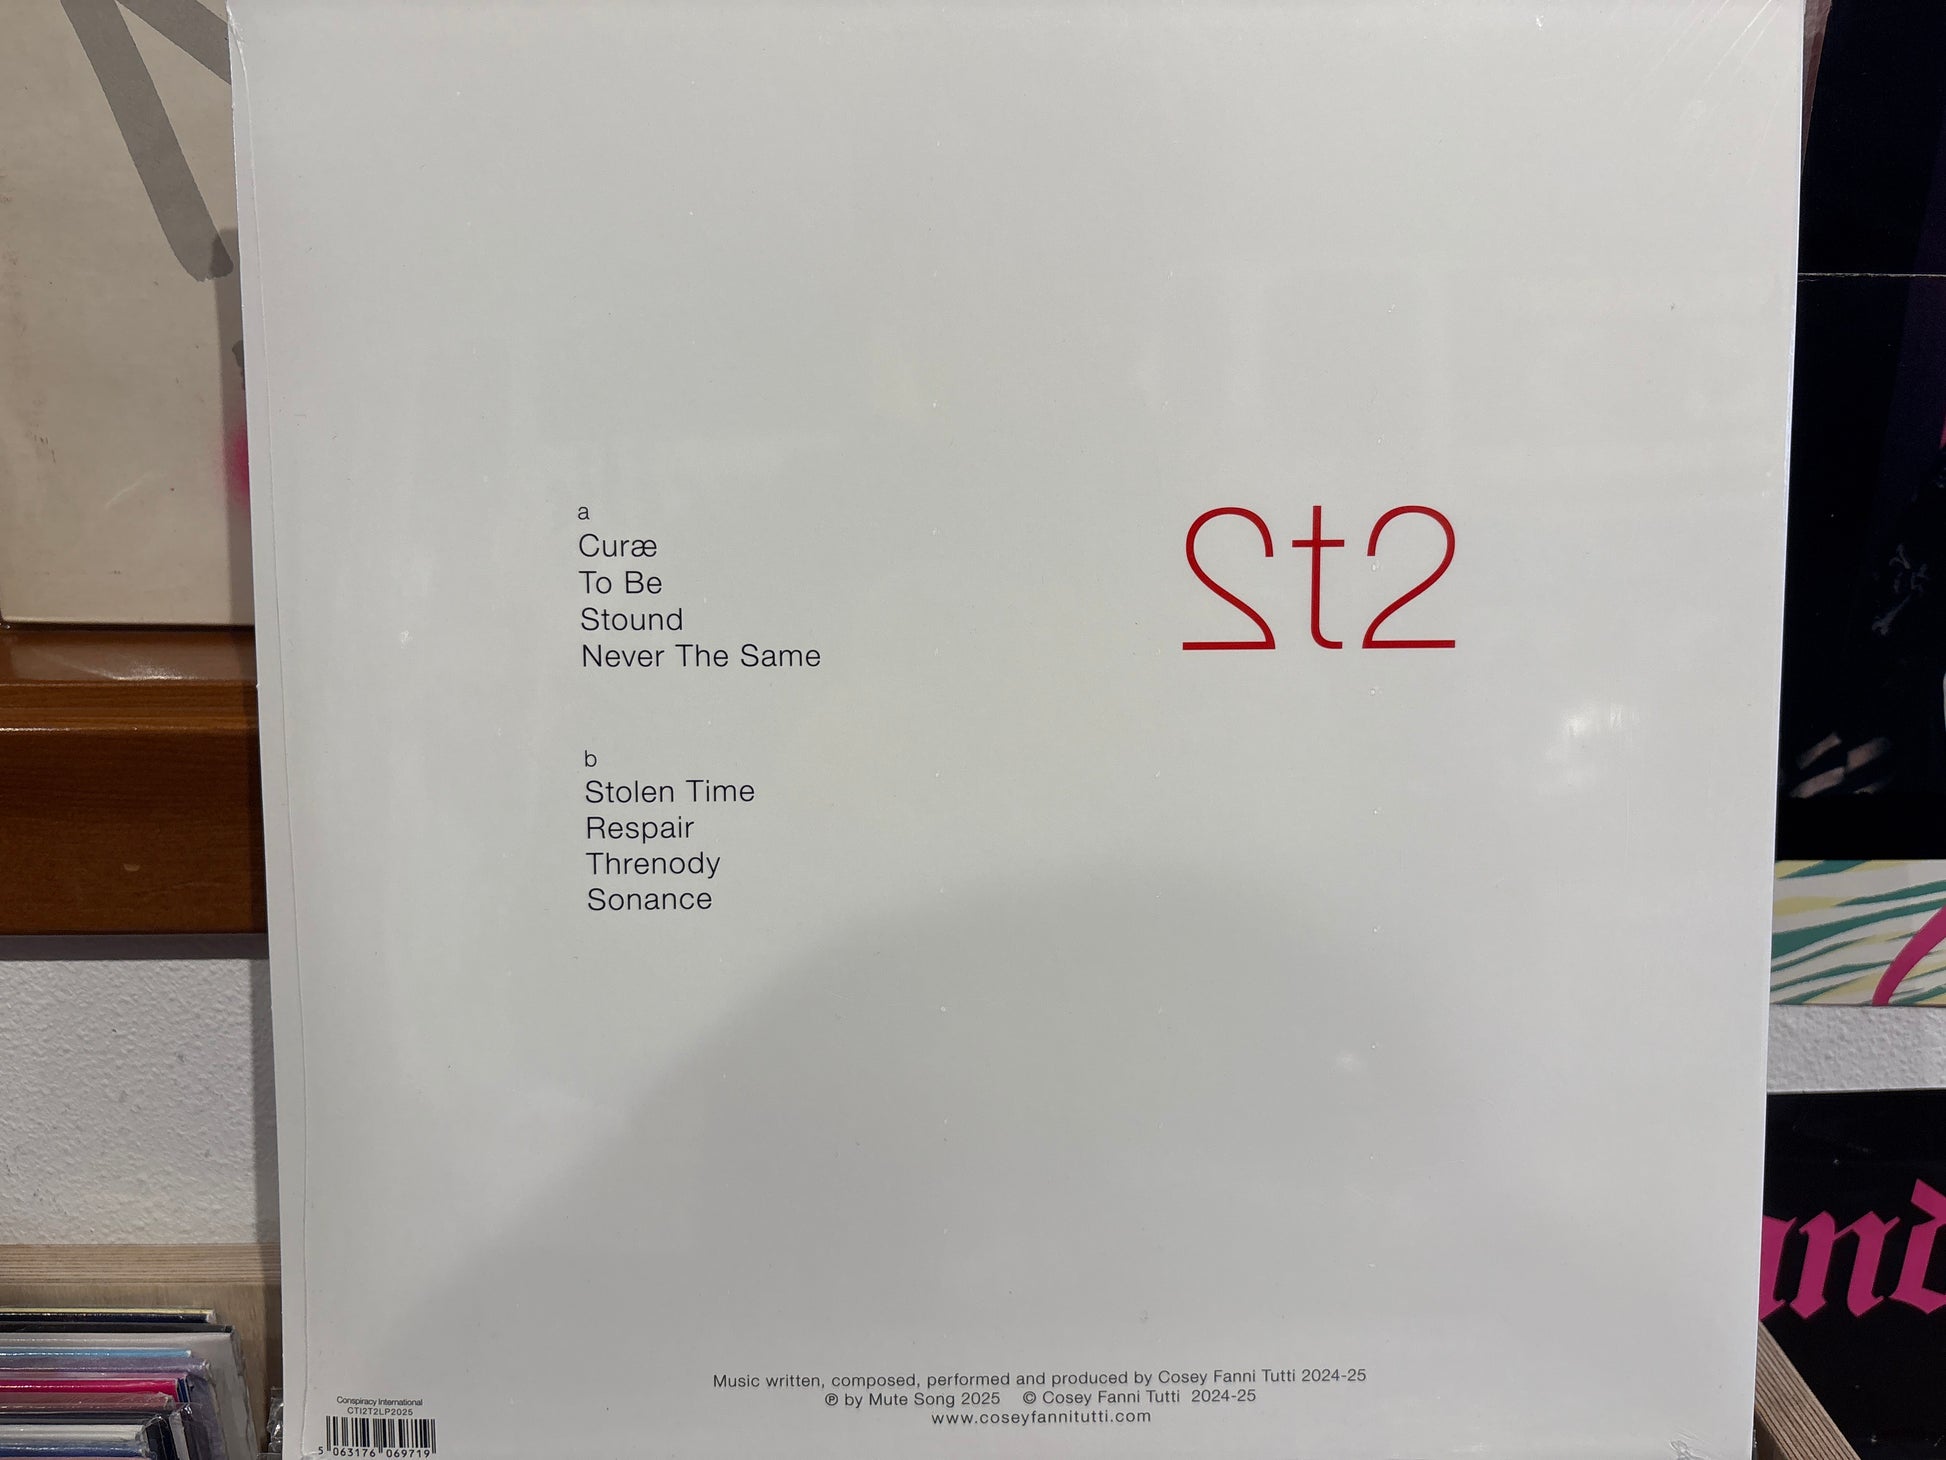 a
Curæ
To Be
Stound
Never The Same
2t2
b
Stolen Time
Respair
Threnody
Sonance
Music written, composed, performed and produced by Cosey Fanni Tutti 2024-25
℗ by Mute Song 2025 © Cosey Fanni Tutti 2024-25
www.coseyfannitutti.com
Conspiracy International
CTI2T2LP2025
5 063176 069719
and